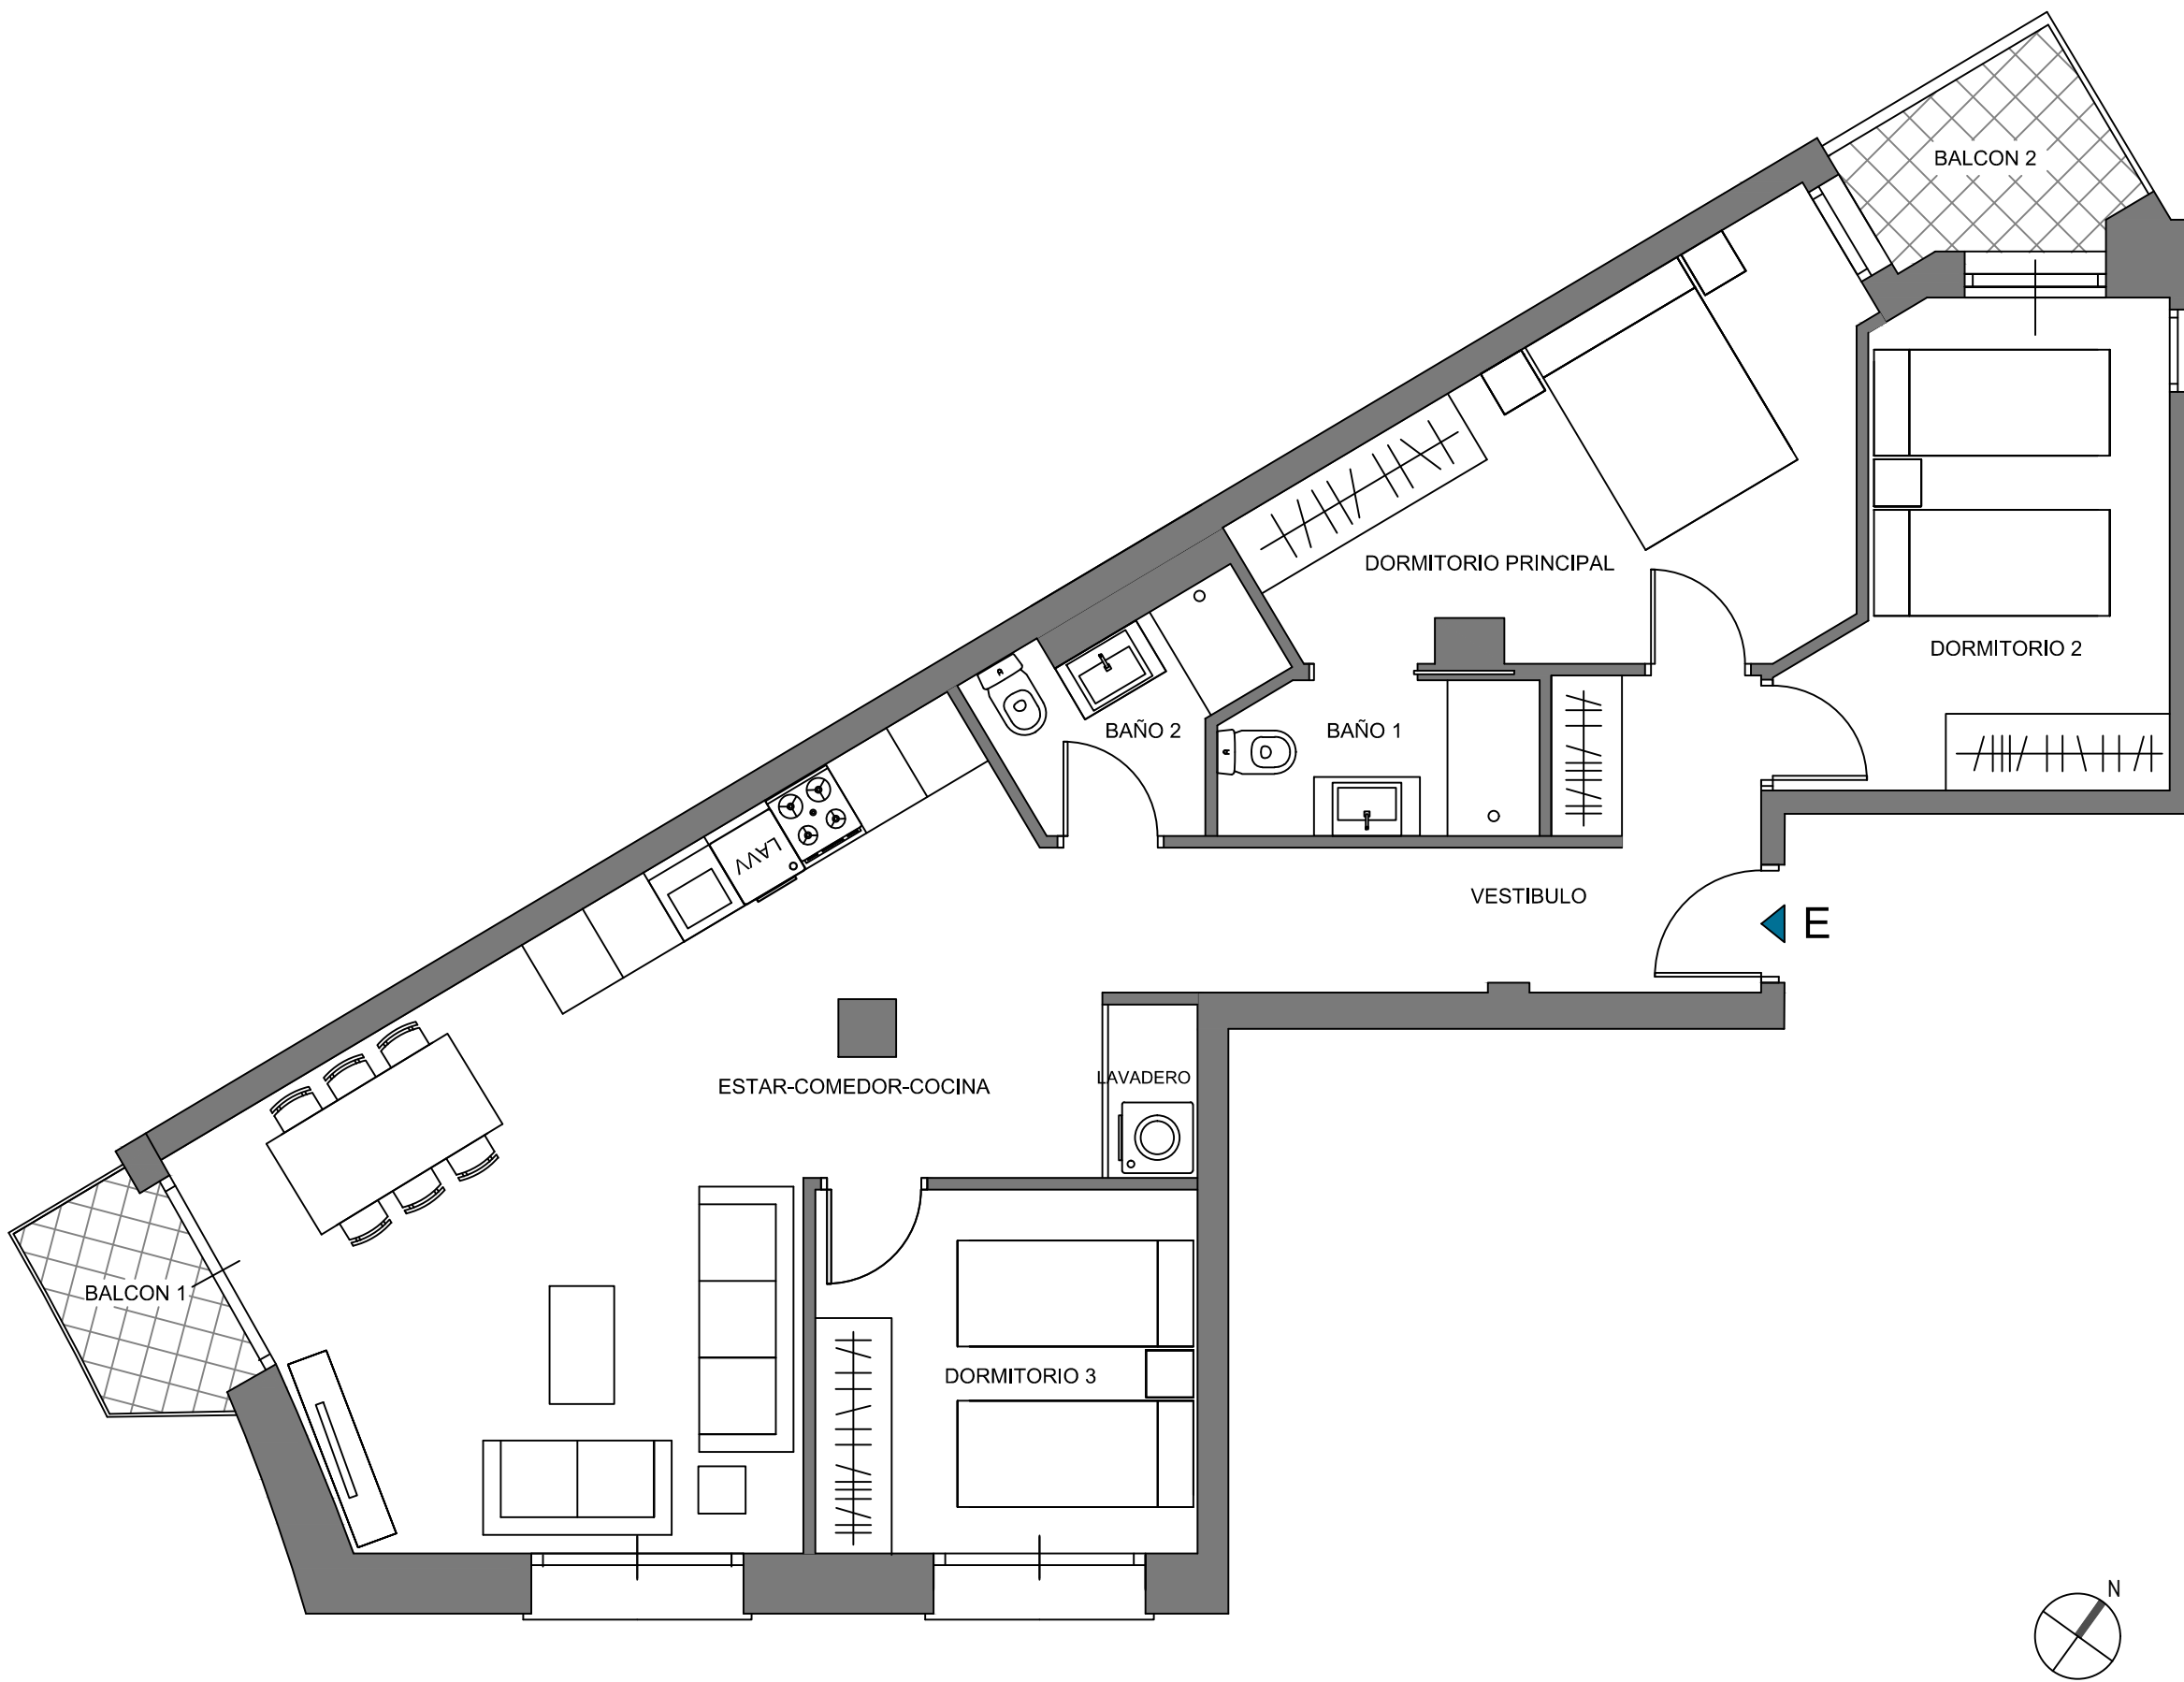 BALCON 2
DORMITORIO PRINCIPAL
DORMITORIO 2
BAÑO 2
BAÑO 1
LAVV
VESTIBULO
E
LAVADERO
ESTAR-COMEDOR-COCINA
BALCON 1
DORMITORIO 3
N